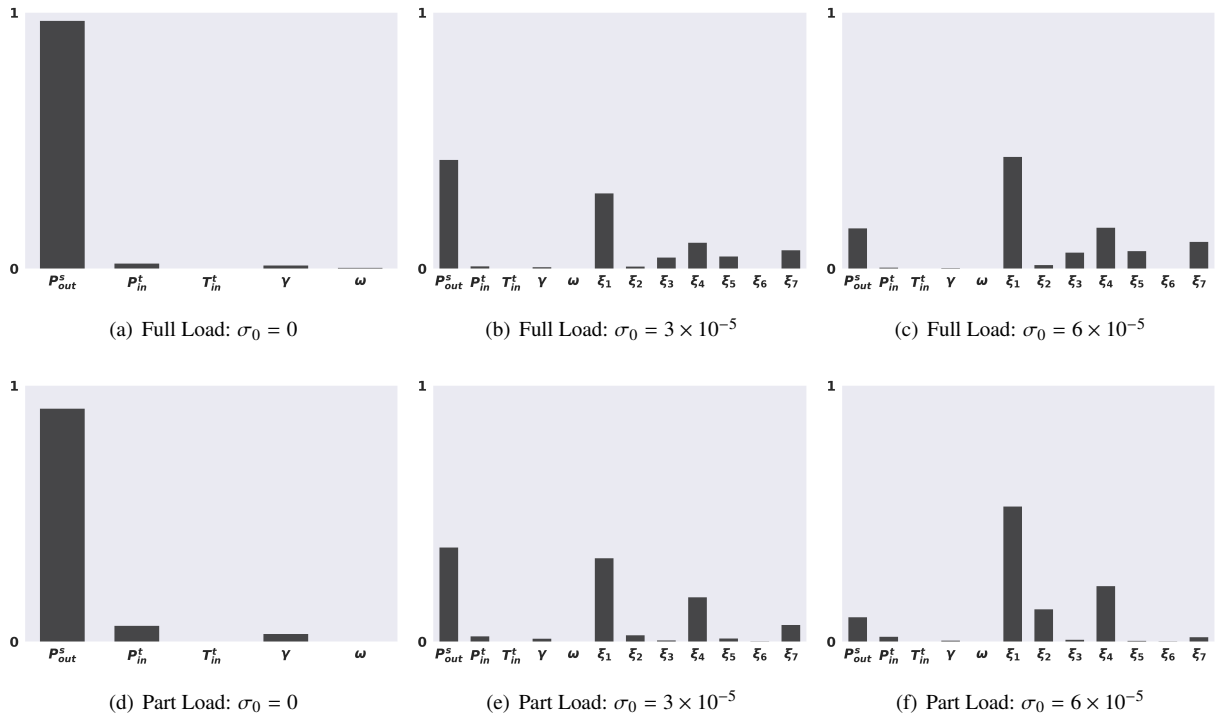 1
0
P^s_out P^t_in T^t_in γ ω
(a) Full Load: σ₀ = 0
1
0
P^s_out P^t_in T^t_in γ ω ξ₁ ξ₂ ξ₃ ξ₄ ξ₅ ξ₆ ξ₇
(b) Full Load: σ₀ = 3 × 10⁻⁵
1
0
P^s_out P^t_in T^t_in γ ω ξ₁ ξ₂ ξ₃ ξ₄ ξ₅ ξ₆ ξ₇
(c) Full Load: σ₀ = 6 × 10⁻⁵
1
0
P^s_out P^t_in T^t_in γ ω
(d) Part Load: σ₀ = 0
1
0
P^s_out P^t_in T^t_in γ ω ξ₁ ξ₂ ξ₃ ξ₄ ξ₅ ξ₆ ξ₇
(e) Part Load: σ₀ = 3 × 10⁻⁵
1
0
P^s_out P^t_in T^t_in γ ω ξ₁ ξ₂ ξ₃ ξ₄ ξ₅ ξ₆ ξ₇
(f) Part Load: σ₀ = 6 × 10⁻⁵